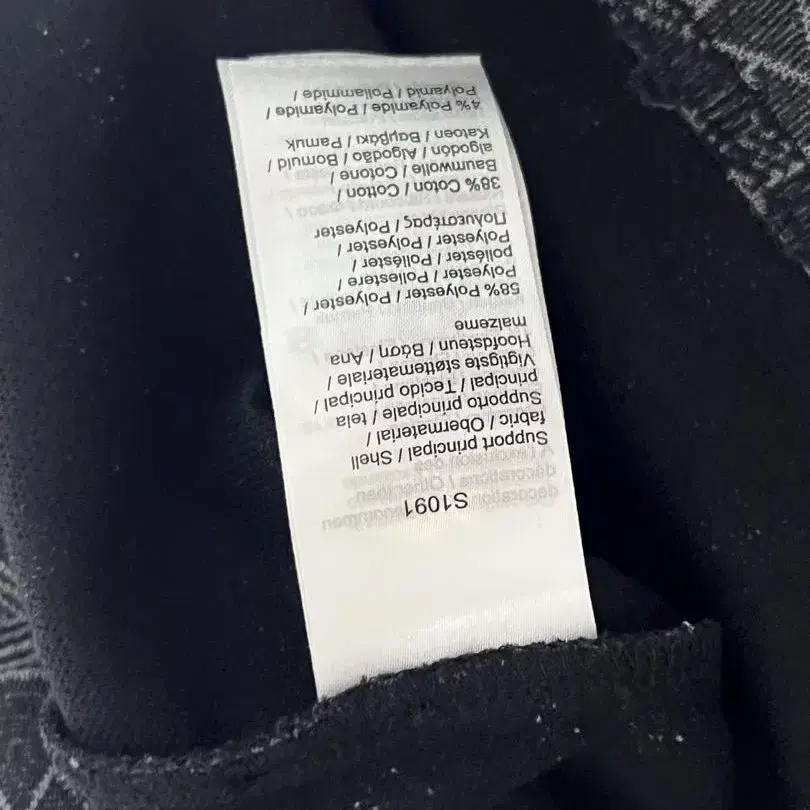 S1091
Support principal / Shell
fabric / Obermaterial /
Supporto principale / tela
principal / Tecido principal /
Vigtigste støttemateriale /
Hoofdsteun / Βάση / Ana
malzeme
58% Polyester / Polyester /
Polyester / Poliestere /
poliéster / Poliéster /
Polyester / Polyester /
Πολυεστέρας / Polyester
38% Coton / Cotton /
Baumwolle / Cotone /
algodón / Algodão / Bomuld /
Katoen / Βαμβάκι / Pamuk
4% Polyamide / Polyamide /
Polyamid / Poliammide /